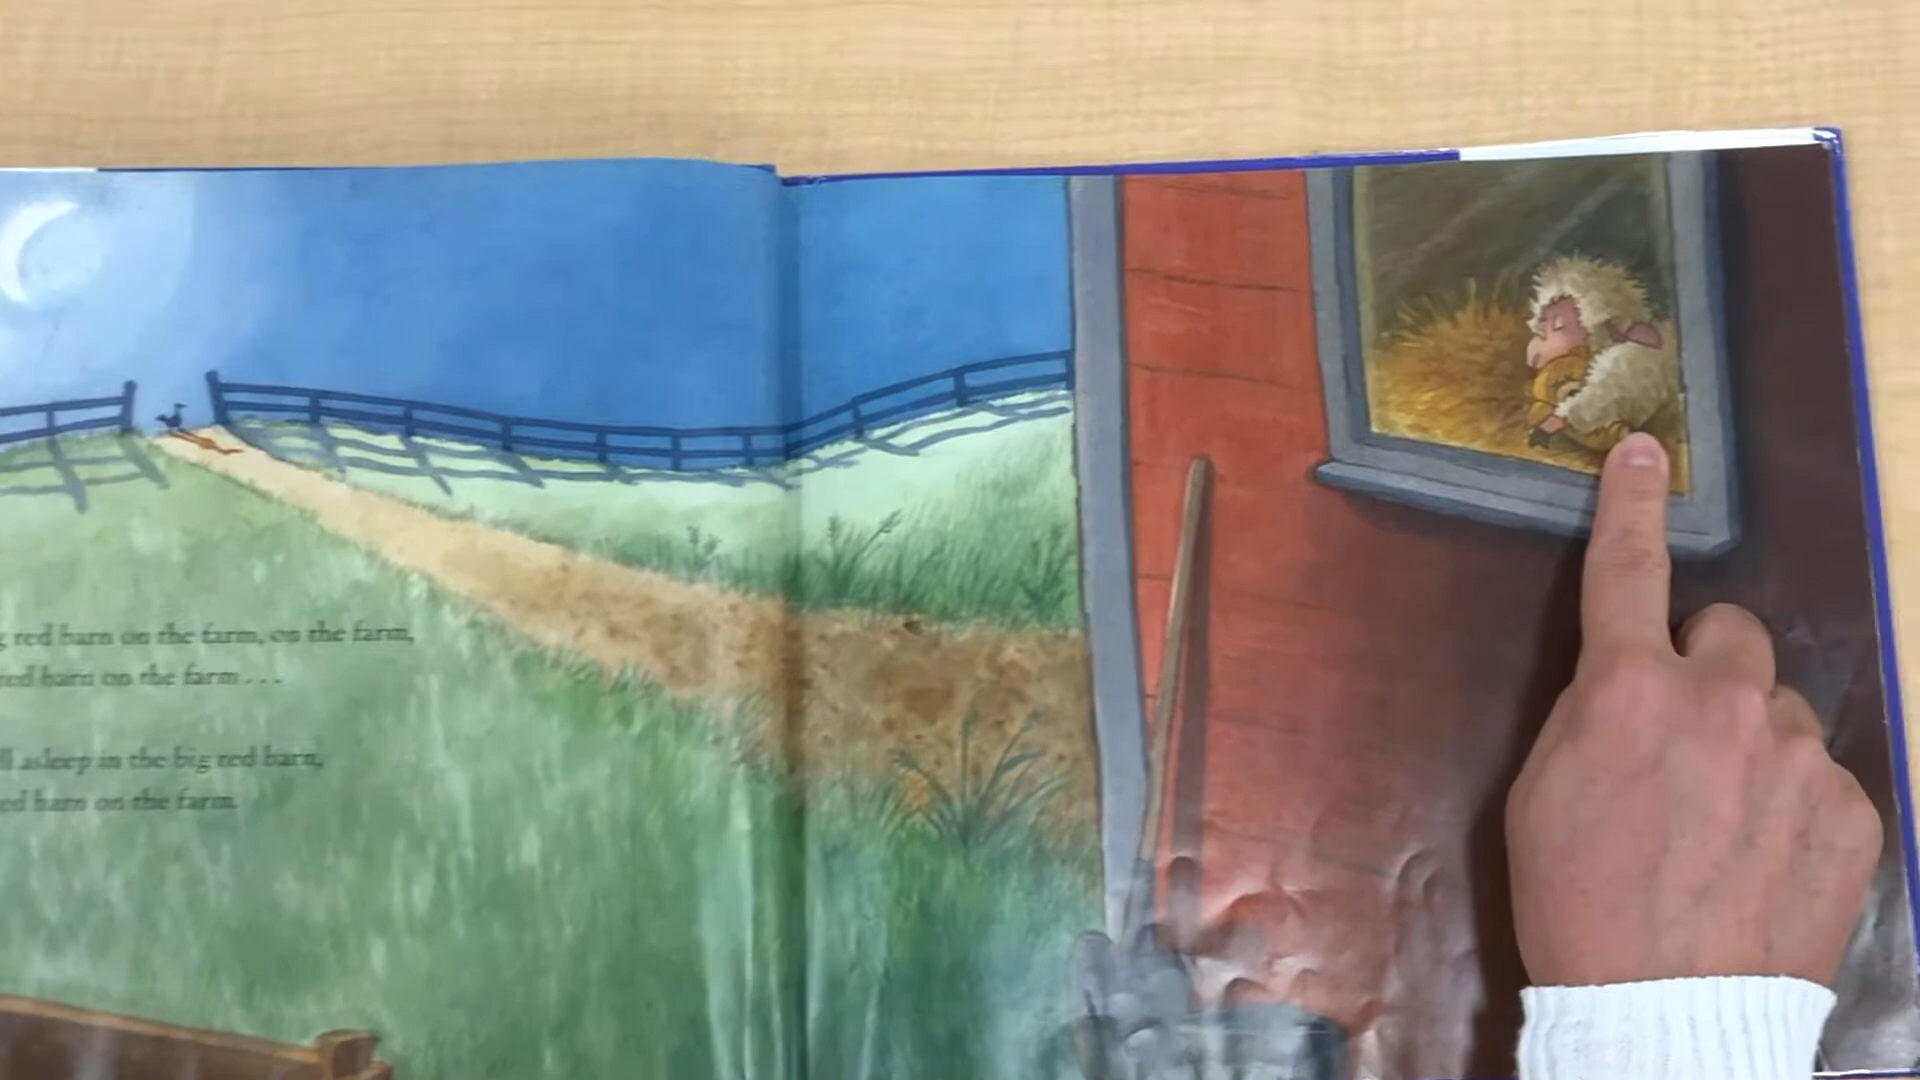 red barn on the farm, on the farm,
red barn on the farm . . .
asleep in the big red barn,
red barn on the farm.